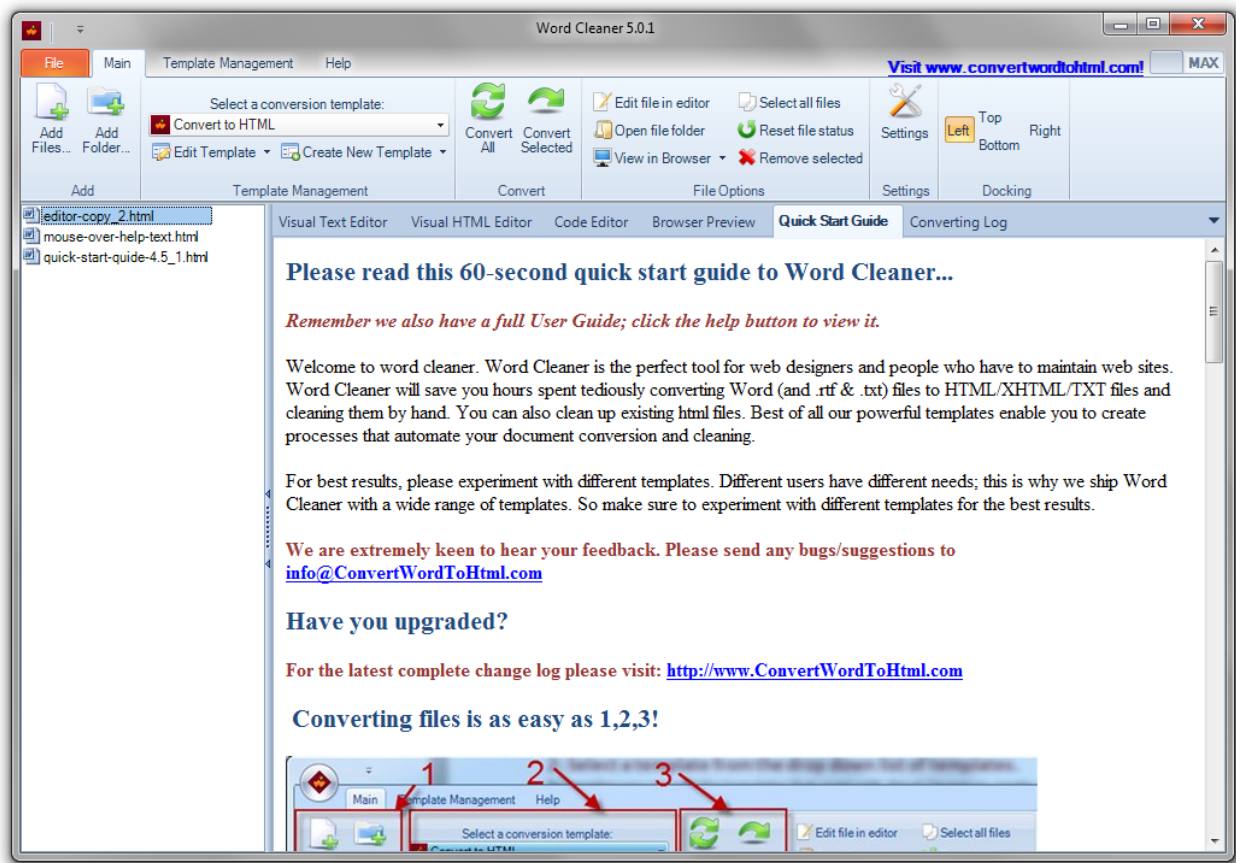 Word Cleaner 5.0.1
File Main Template Management Help
Visit www.convertwordtohtml.com! MAX
Add Files...
Add Folder...
Add
Select a conversion template:
Convert to HTML
Edit Template Create New Template
Template Management
Convert All
Convert Selected
Convert
Edit file in editor Select all files
Open file folder Reset file status
View in Browser Remove selected
File Options
Settings
Settings
Left Top Bottom Right
Docking
editor-copy_2.html
mouse-over-help-text.html
quick-start-quide-4.5_1.html
Visual Text Editor Visual HTML Editor Code Editor Browser Preview Quick Start Guide Converting Log
Please read this 60-second quick start guide to Word Cleaner...
Remember we also have a full User Guide; click the help button to view it.
Welcome to word cleaner. Word Cleaner is the perfect tool for web designers and people who have to maintain web sites.
Word Cleaner will save you hours spent tediously converting Word (and .rtf & .txt) files to HTML/XHTML/TXT files and
cleaning them by hand. You can also clean up existing html files. Best of all our powerful templates enable you to create
processes that automate your document conversion and cleaning.
For best results, please experiment with different templates. Different users have different needs; this is why we ship Word
Cleaner with a wide range of templates. So make sure to experiment with different templates for the best results.
We are extremely keen to hear your feedback. Please send any bugs/suggestions to
info@ConvertWordToHtml.com
Have you upgraded?
For the latest complete change log please visit: http://www.ConvertWordToHtml.com
Converting files is as easy as 1,2,3!
Select a template from the drop down list of templates.
1 2 3
Main Template Management Help
Select a conversion template:
Edit file in editor Select all files
Convert to HTML